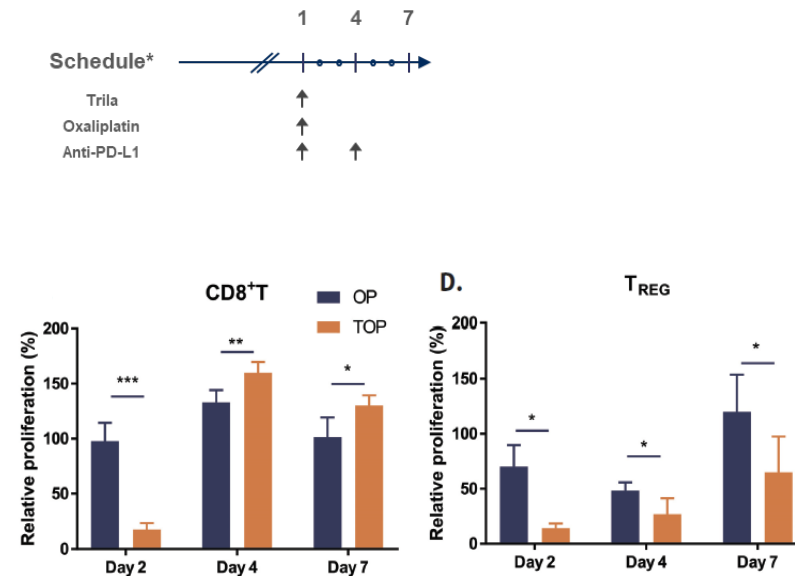 1 4 7
Schedule*
Trila
Oxaliplatin
Anti-PD-L1
CD8⁺T
OP
TOP
Relative proliferation (%)
200
150
100
50
0
***
**
*
Day 2 Day 4 Day 7
D.
T_REG
Relative proliferation (%)
200
150
100
50
0
*
*
*
Day 2 Day 4 Day 7